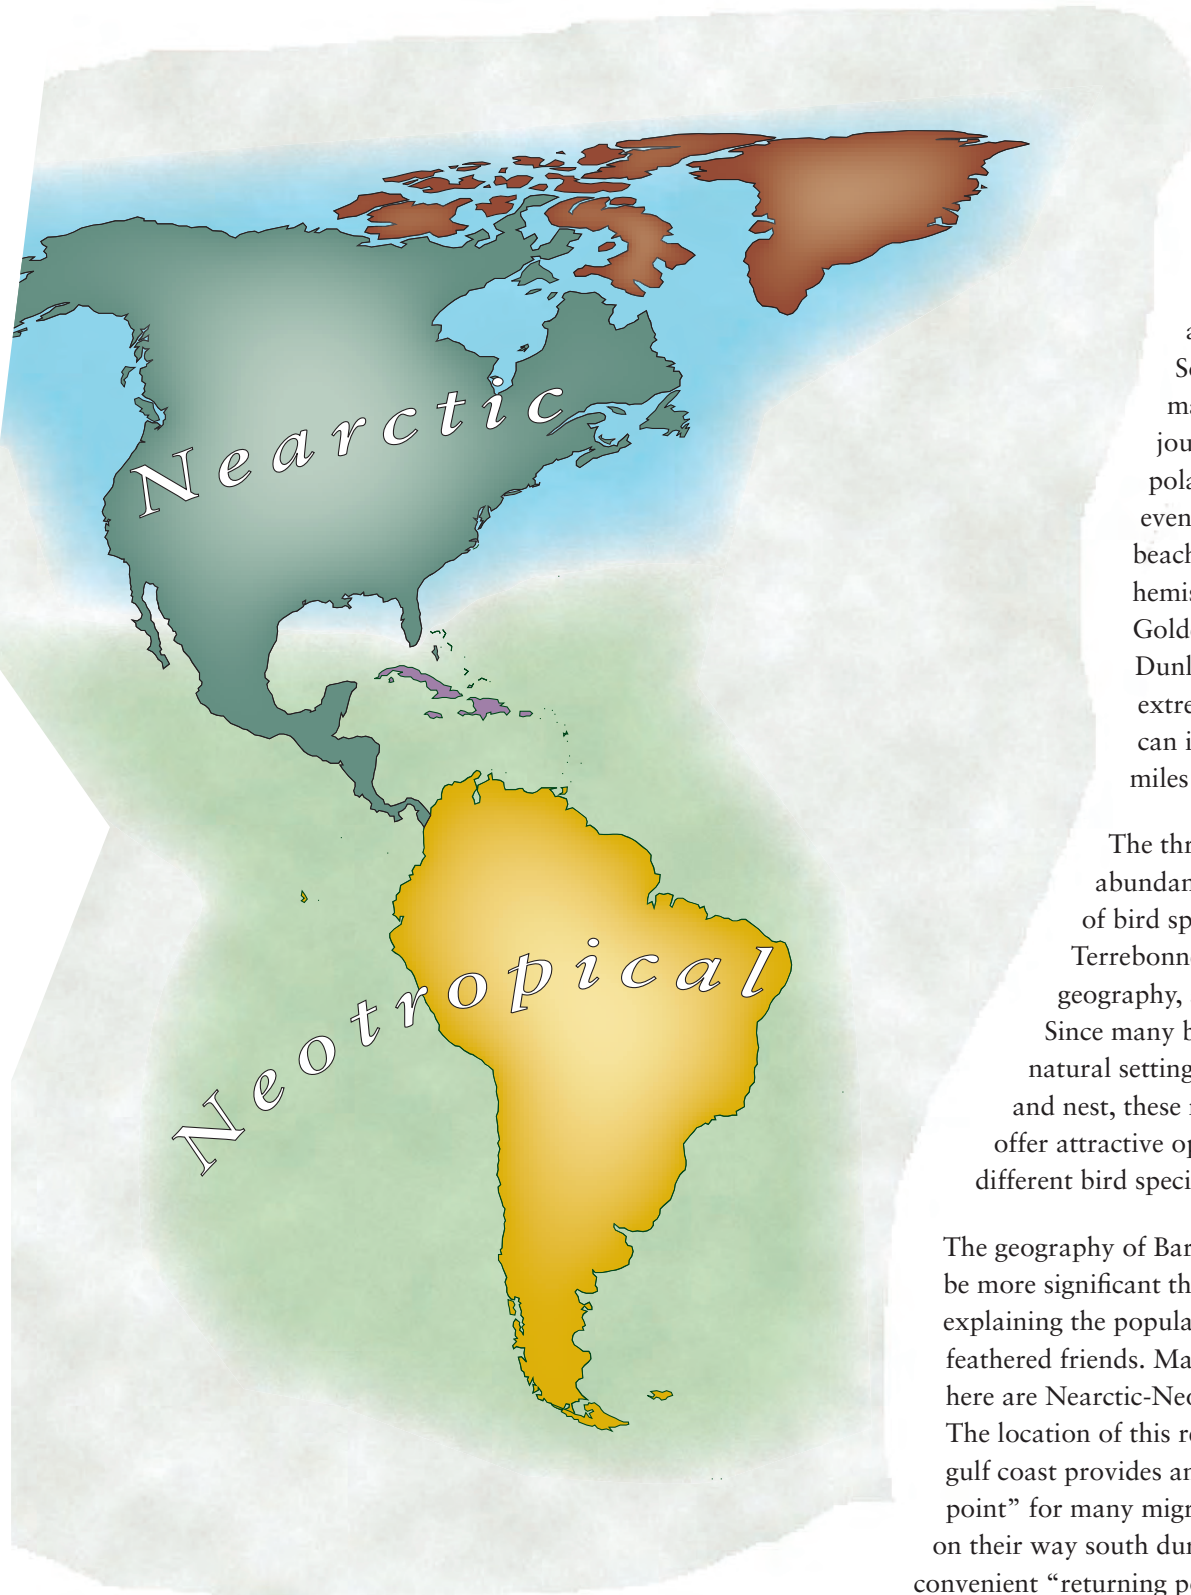 Nearctic
Neotropical
a
So
ma
jou
pola
even
beach
hemis
Gold
Dunl
extre
can i
miles
The thr
abundan
of bird sp
Terrebonn
geography,
Since many b
natural setting
and nest, these
offer attractive op
different bird speci
The geography of Bar
be more significant th
explaining the popula
feathered friends. Ma
here are Nearctic-Neo
The location of this re
gulf coast provides an
point” for many migr
on their way south dur
convenient “returning po